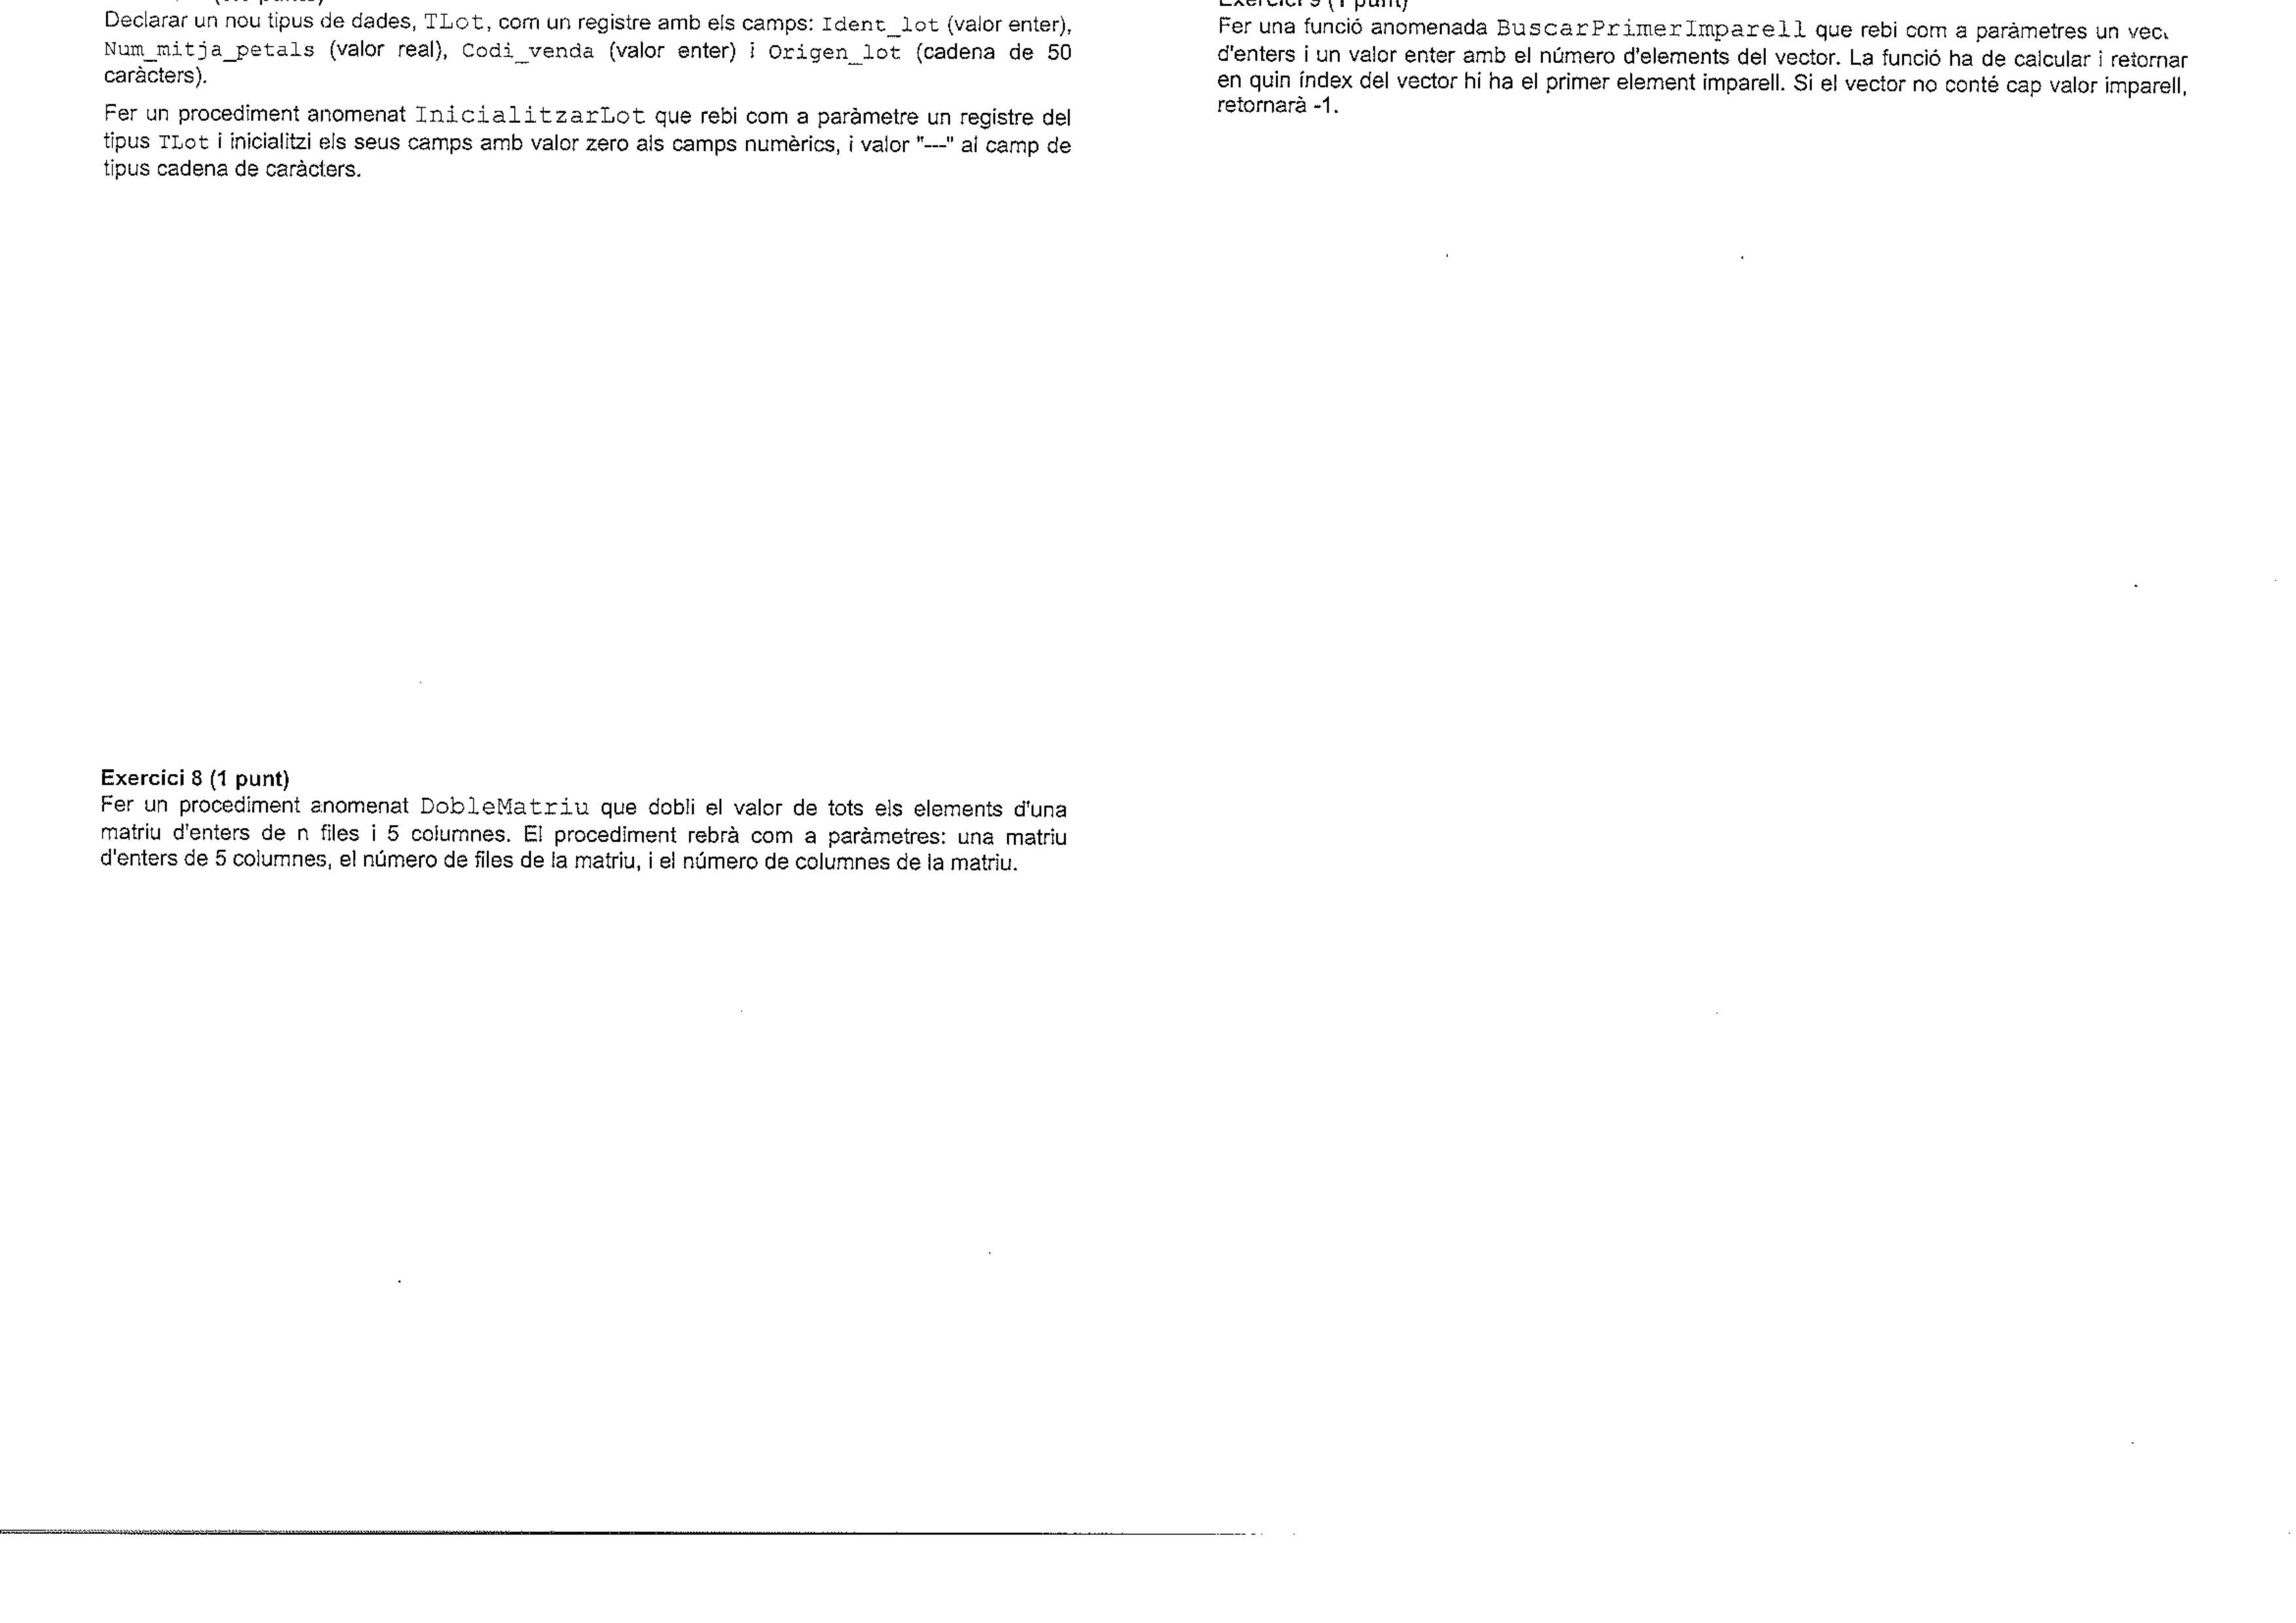 Declarar un nou tipus de dades, TLot, com un registre amb els camps: Ident_lot (valor enter),
Num_mitja_petals (valor real), Codi_venda (valor enter) i Origen_lot (cadena de 50
caràcters).
Fer un procediment anomenat InicialitzarLot que rebi com a paràmetre un registre del
tipus TLot i inicialitzi els seus camps amb valor zero als camps numèrics, i valor "---" al camp de
tipus cadena de caràcters.
Exercici 8 (1 punt)
Fer un procediment anomenat DobleMatriu que dobli el valor de tots els elements d'una
matriu d'enters de n files i 5 columnes. El procediment rebrà com a paràmetres: una matriu
d'enters de 5 columnes, el número de files de la matriu, i el número de columnes de la matriu.
Exercici 9 (1 punt)
Fer una funció anomenada BuscarPrimerImparell que rebi com a paràmetres un
d'enters i un valor enter amb el número d'elements del vector. La funció ha de calcular i retornar
en quin índex del vector hi ha el primer element imparell. Si el vector no conté cap valor imparell,
retornarà -1.